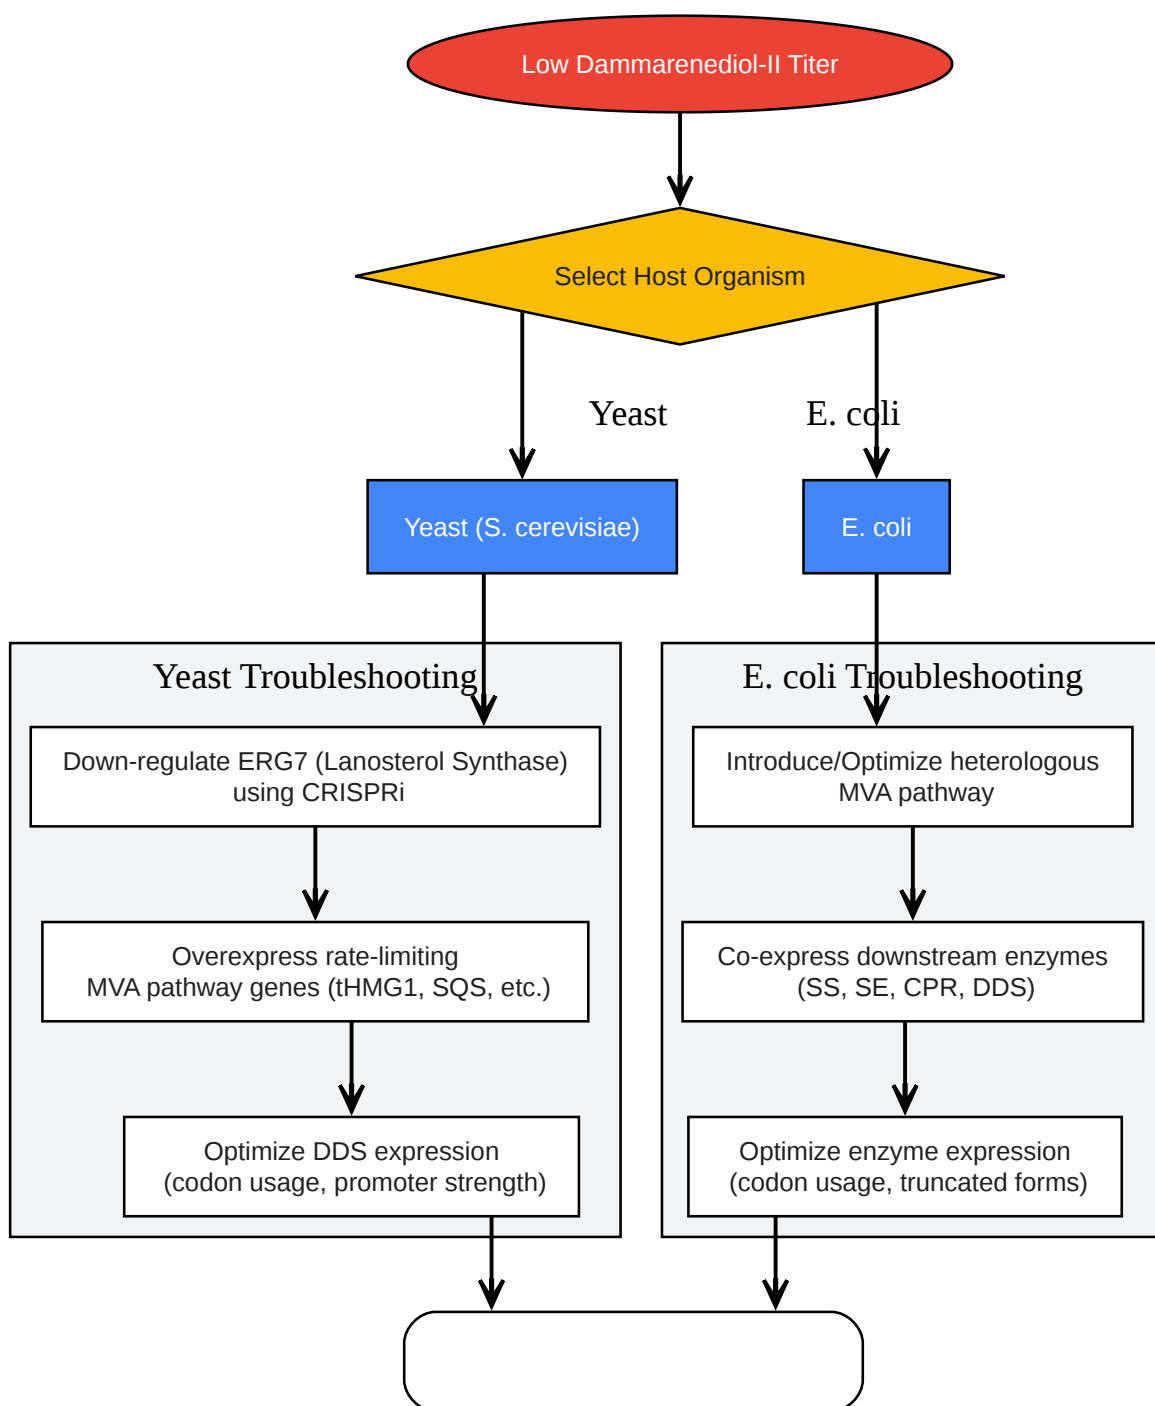 Low Dammarenediol-II Titer
Select Host Organism
Yeast
E. coli
Yeast (S. cerevisiae)
E. coli
Yeast Troubleshooting
Down-regulate ERG7 (Lanosterol Synthase)
using CRISPRi
Overexpress rate-limiting
MVA pathway genes (tHMG1, SQS, etc.)
Optimize DDS expression
(codon usage, promoter strength)
E. coli Troubleshooting
Introduce/Optimize heterologous
MVA pathway
Co-express downstream enzymes
(SS, SE, CPR, DDS)
Optimize enzyme expression
(codon usage, truncated forms)